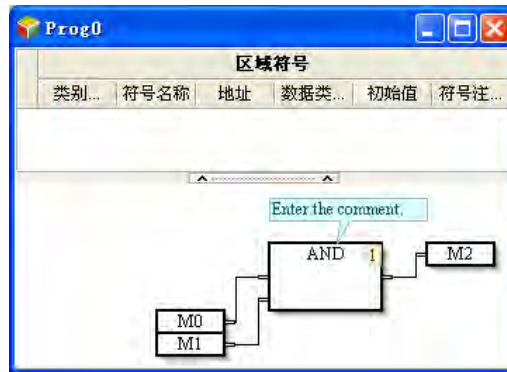 Prog0
区域符号
类别... 符号名称 地址 数据类... 初始值 符号注...
Enter the comment,
AND 1 M2
M0
M1